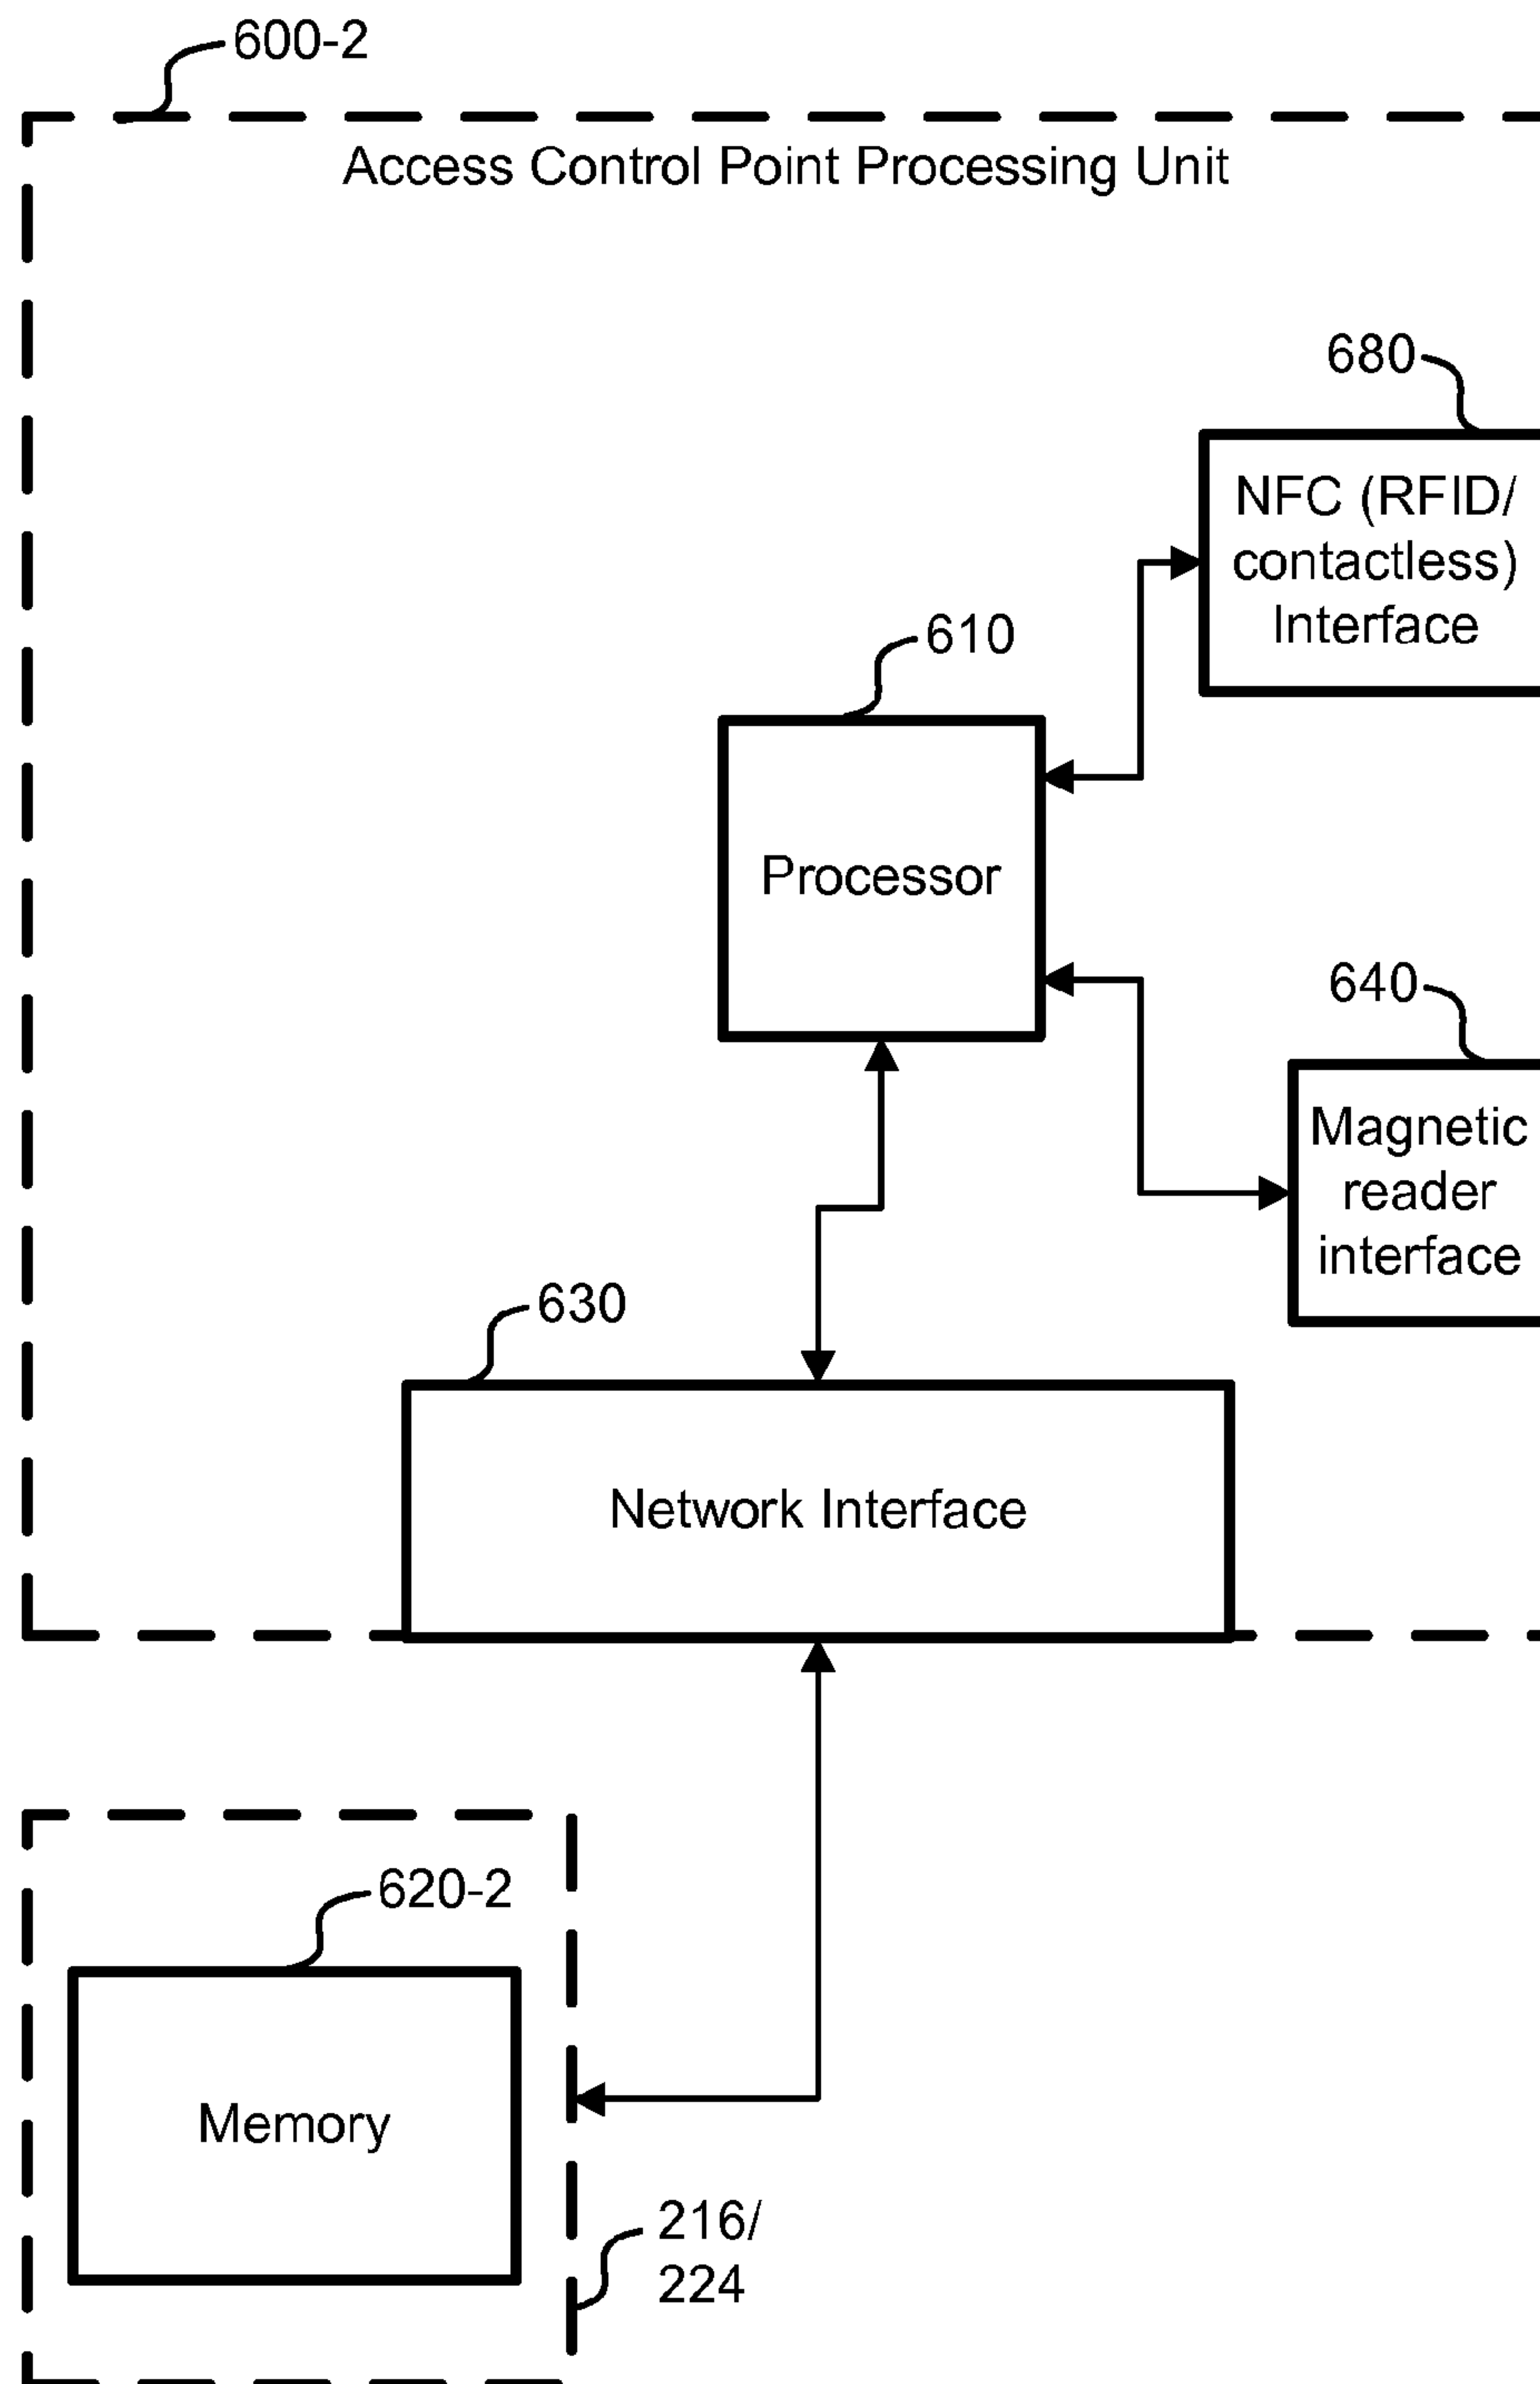 600-2
Access Control Point Processing Unit
680
NFC (RFID/
contactless)
Interface
610
Processor
640
Magnetic
reader
interface
630
Network Interface
620-2
Memory
216/
224